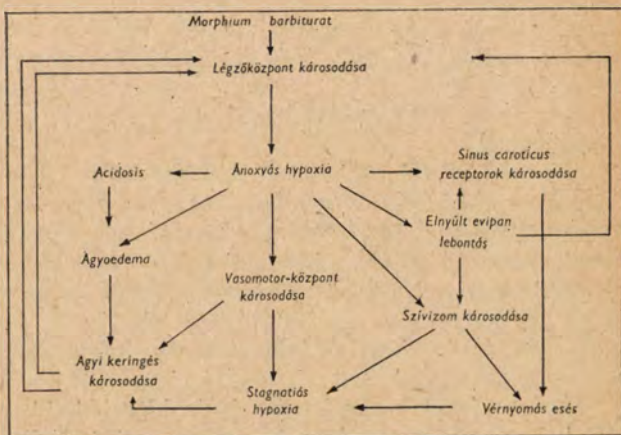 Morphium barbiturat
Légzőközpont károsodása
Acidosis
Anoxyás hypoxia
Sinus caroticus
receptorok károsodása
Elnyúlt evipan
lebontás
Agyoedema
Vasomotor-központ
károsodása
Szívizom károsodása
Agyi keringés
károsodása
Stagnatiós
hypoxia
Vérnyomás esés